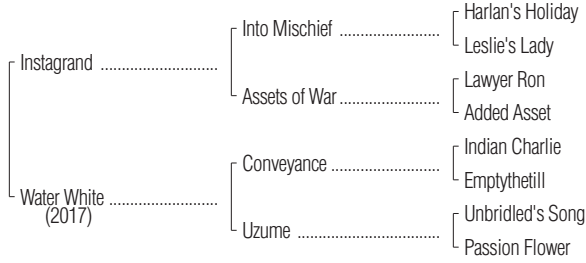 Harlan's Holiday
Into Mischief ........................
Leslie's Lady
Instagrand ............................
Lawyer Ron
Assets of War ........................
Added Asset
Indian Charlie
Conveyance ..........................
Emptythetill
Water White ..........................
(2017)
Unbridled's Song
Uzume ..................................
Passion Flower